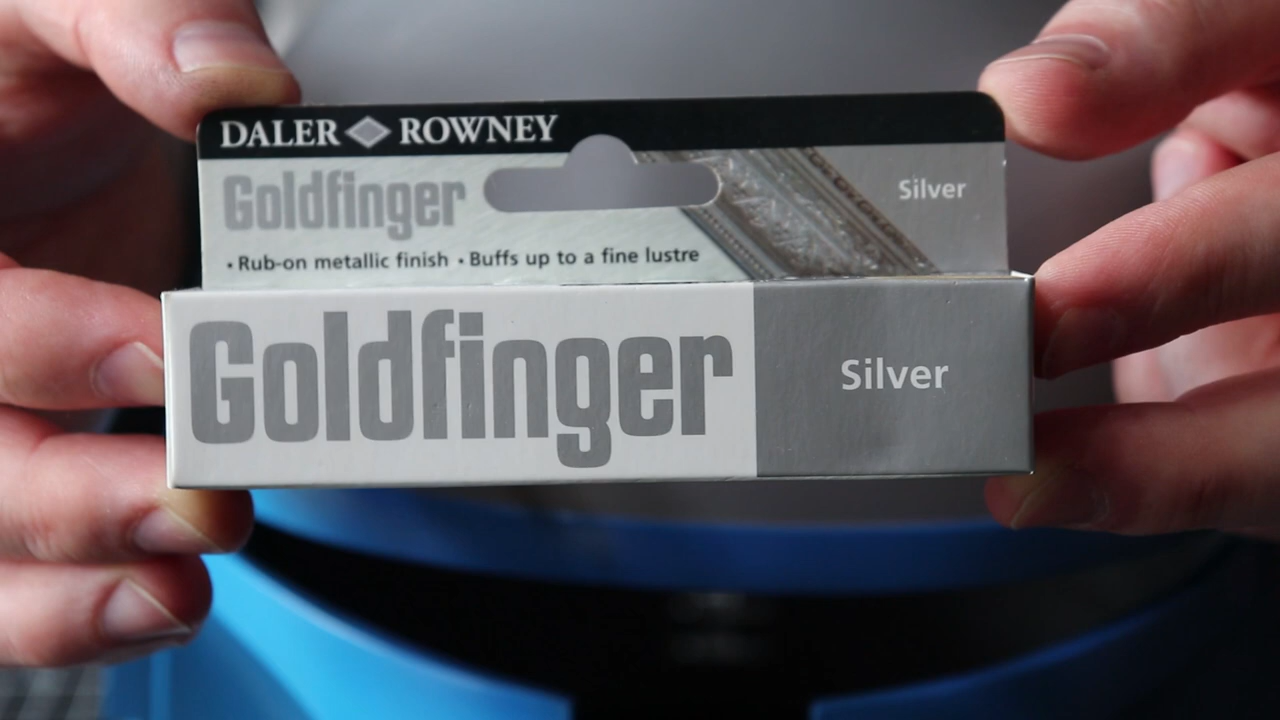 DALER ROWNEY
Goldfinger
Silver
• Rub-on metallic finish • Buffs up to a fine lustre
Goldfinger
Silver